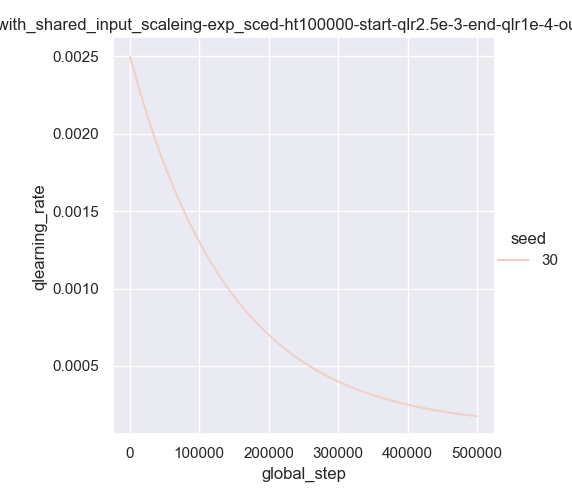 with_shared_input_scaleing-exp_sced-ht100000-start-qlr2.5e-3-end-qlr1e-4-ou
0.0025
0.0020
0.0015
0.0010
0.0005
qlearning_rate
seed
30
0 100000 200000 300000 400000 500000
global_step